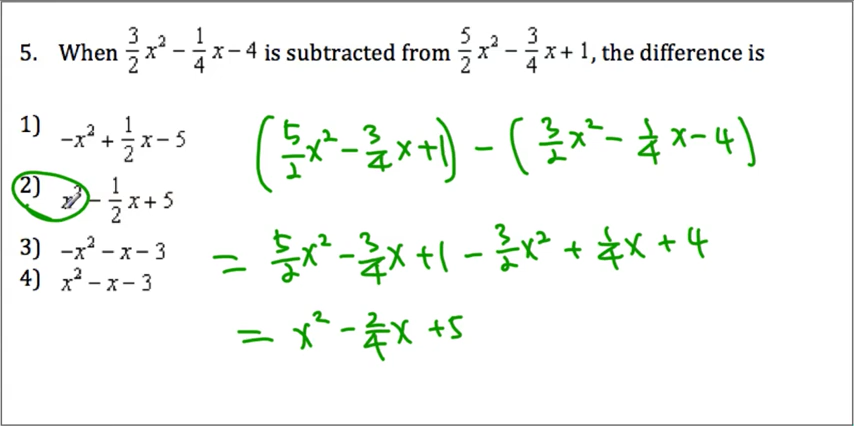 5. When 3/2 x² − 1/4 x − 4 is subtracted from 5/2 x² − 3/4 x + 1, the difference is
1) −x² + 1/2 x − 5
(5/2 x² − 3/4 x + 1) − (3/2 x² − 1/4 x − 4)
2) − 1/2 x + 5
= 5/2 x² − 3/4 x + 1 − 3/2 x² + 1/4 x + 4
3) −x² − x − 3
4) x² − x − 3
= x² − 2/4 x + 5